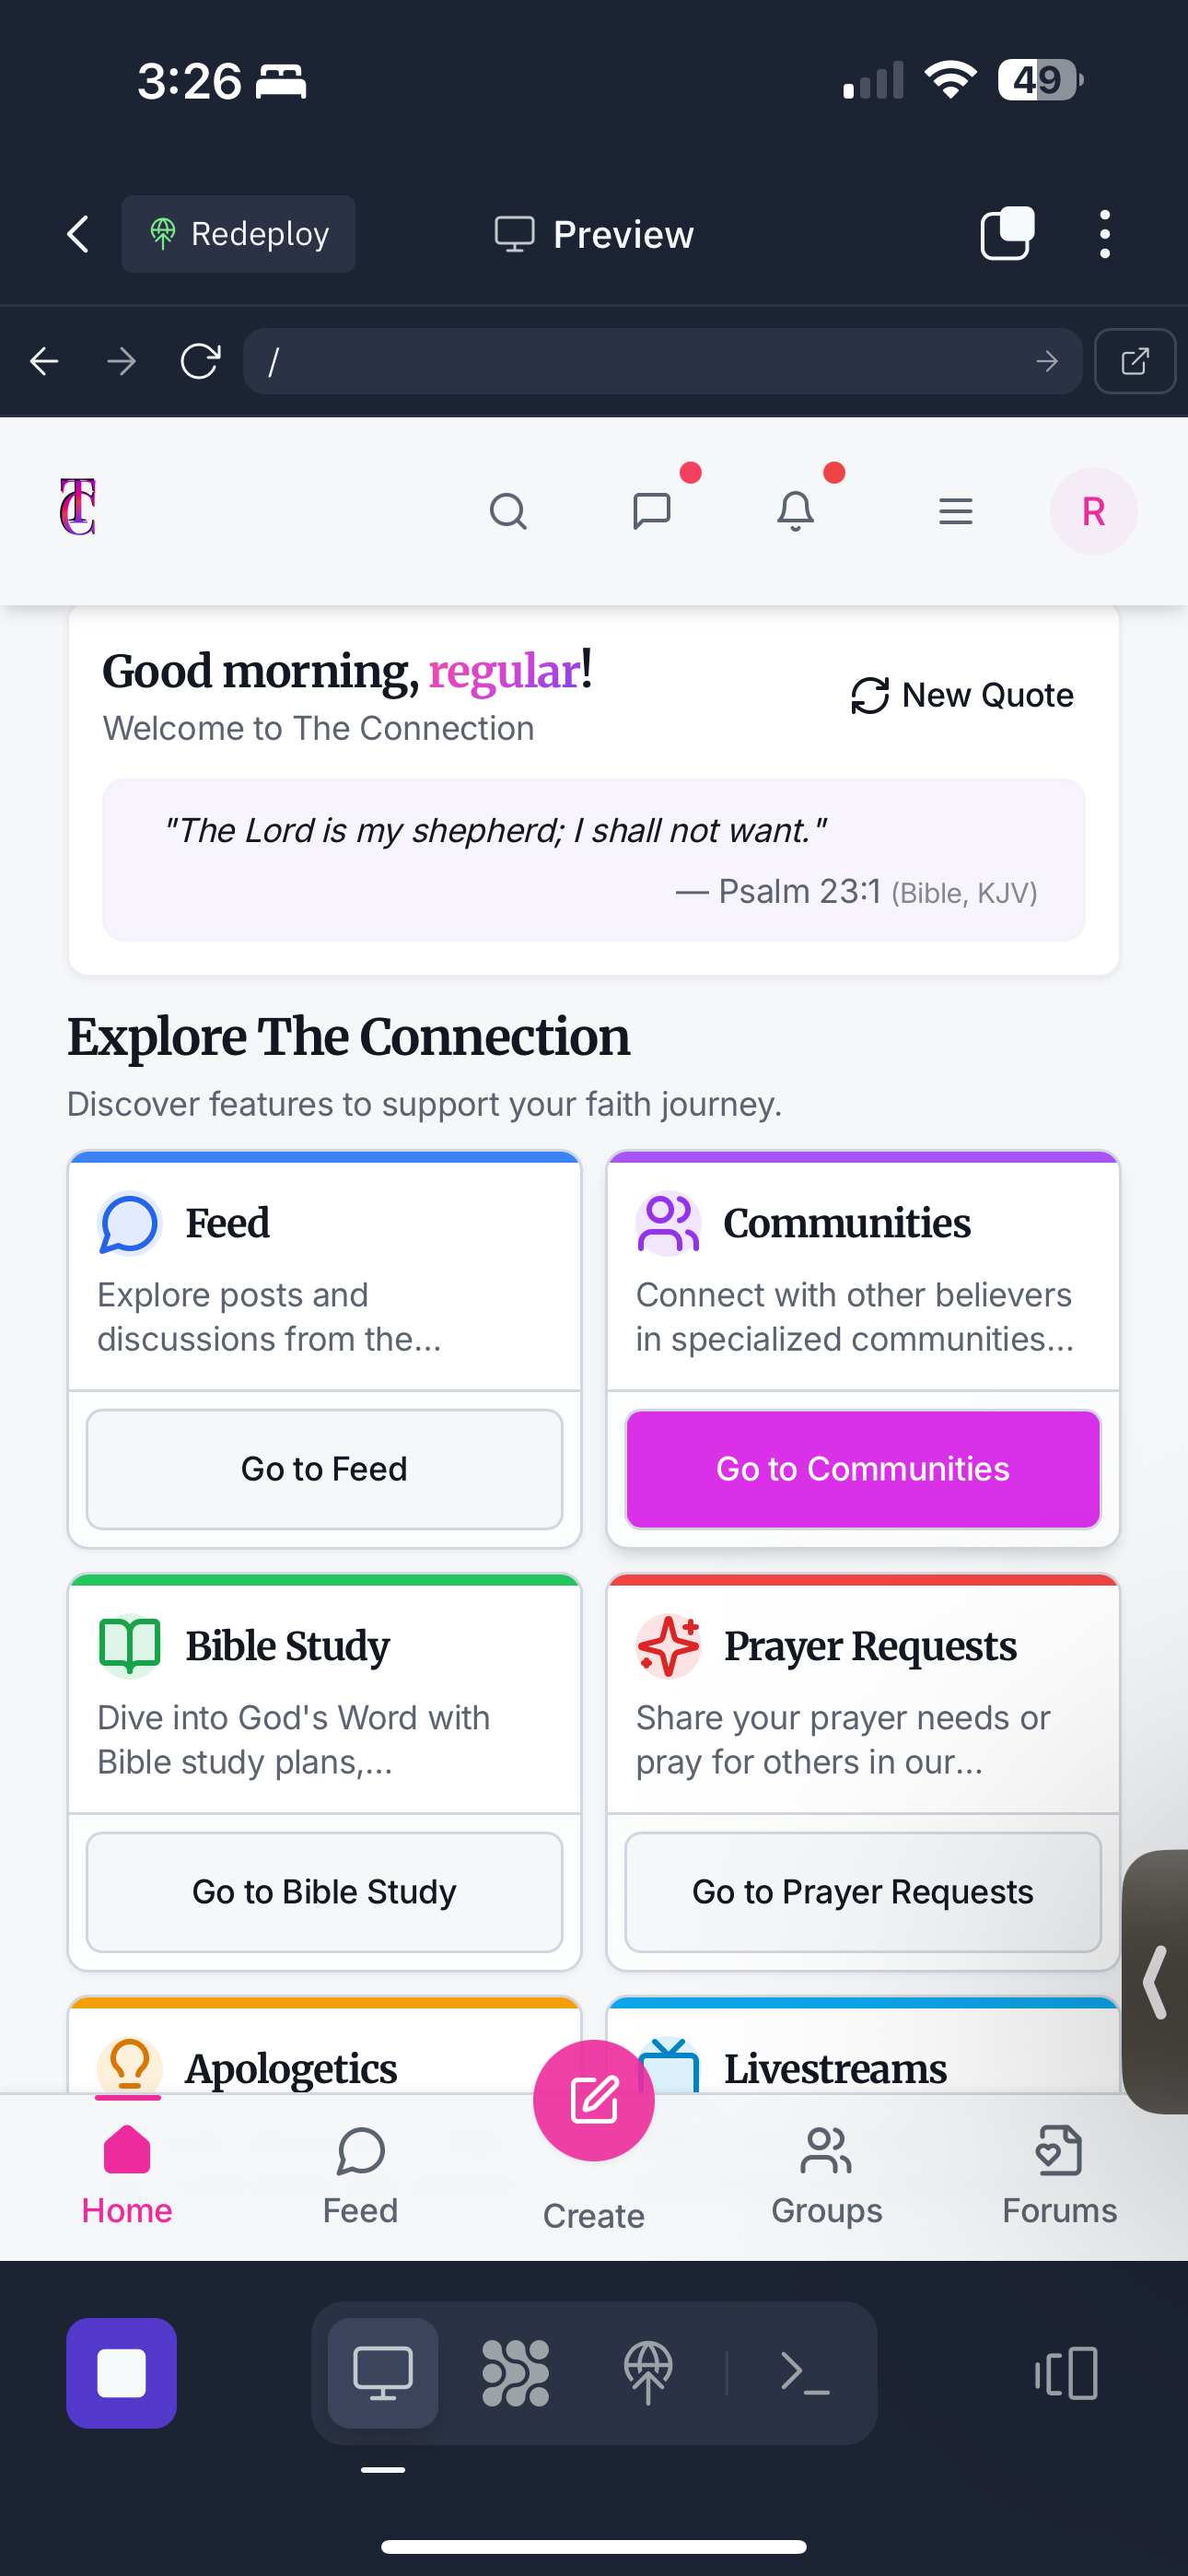 3:26
49
Redeploy
Preview
/
TC
R
Good morning, regular!
Welcome to The Connection
New Quote
"The Lord is my shepherd; I shall not want."
— Psalm 23:1 (Bible, KJV)
Explore The Connection
Discover features to support your faith journey.
Feed
Explore posts and
discussions from the...
Go to Feed
Communities
Connect with other believers
in specialized communities...
Go to Communities
Bible Study
Dive into God's Word with
Bible study plans,...
Go to Bible Study
Prayer Requests
Share your prayer needs or
pray for others in our...
Go to Prayer Requests
Apologetics
Livestreams
Home
Feed
Create
Groups
Forums